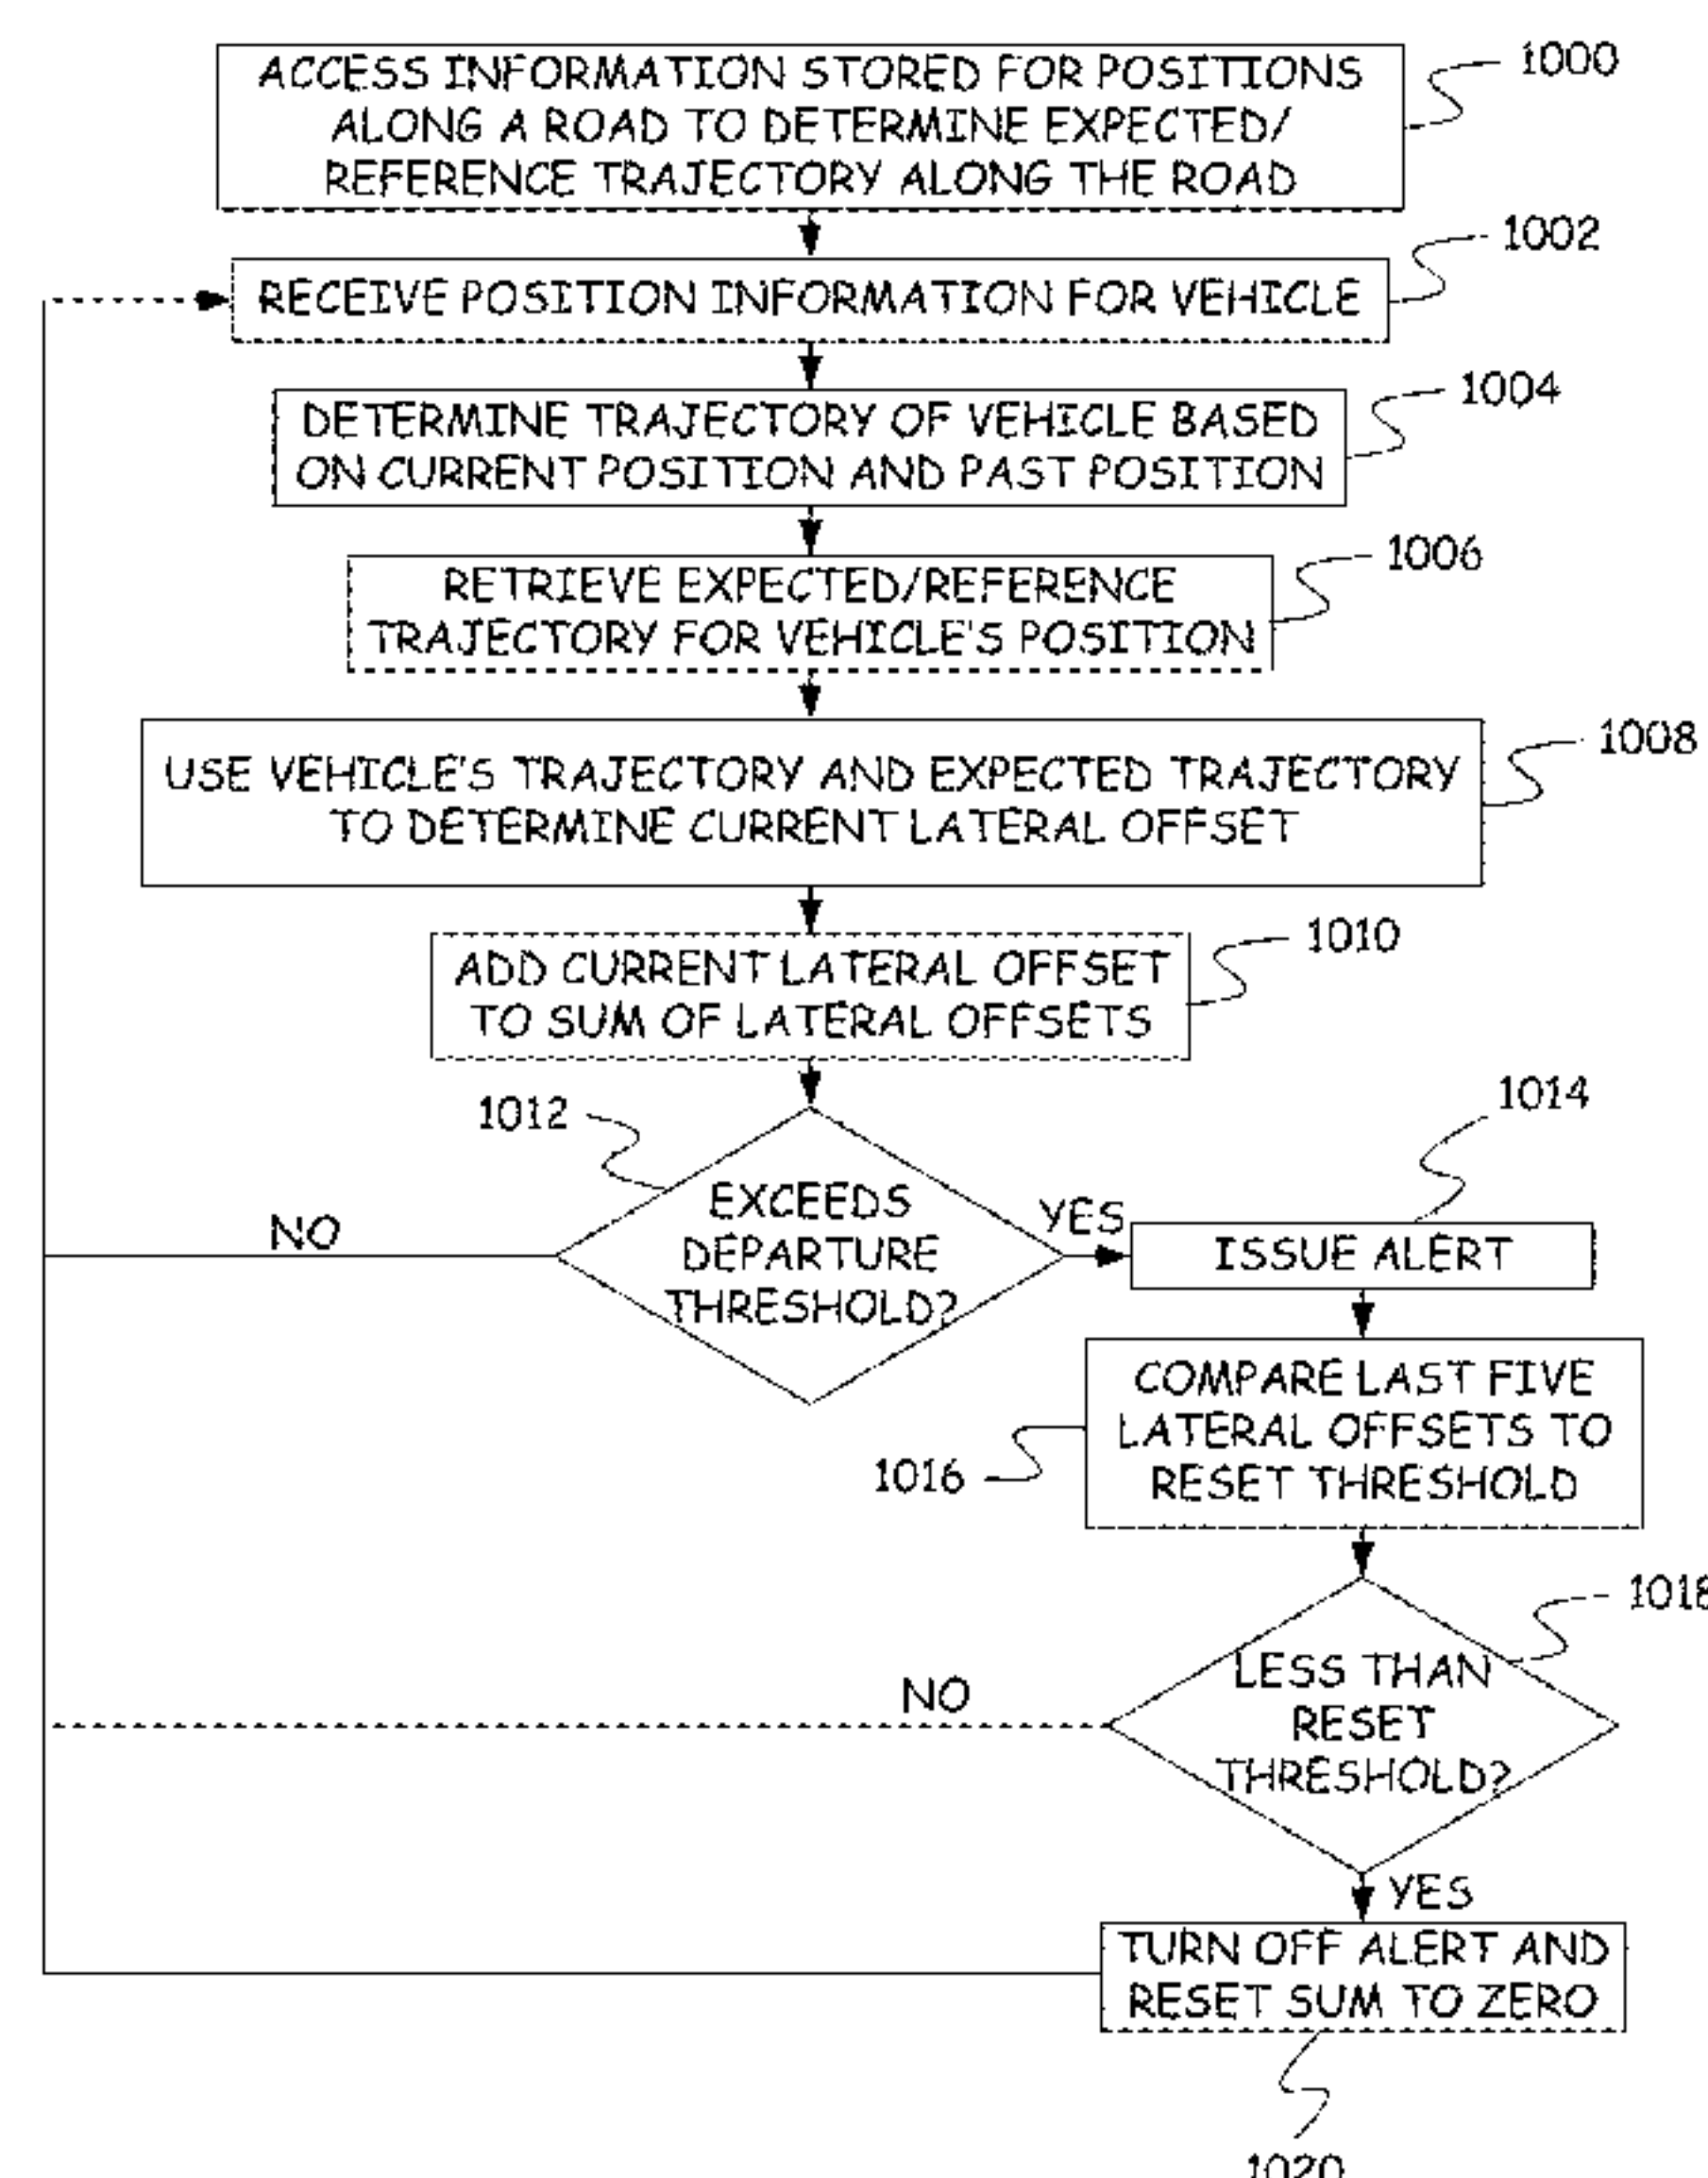 ACCESS INFORMATION STORED FOR POSITIONS
ALONG A ROAD TO DETERMINE EXPECTED/
REFERENCE TRAJECTORY ALONG THE ROAD
1000
1002
RECEIVE POSITION INFORMATION FOR VEHICLE
1004
DETERMINE TRAJECTORY OF VEHICLE BASED
ON CURRENT POSITION AND PAST POSITION
1006
RETRIEVE EXPECTED/REFERENCE
TRAJECTORY FOR VEHICLE'S POSITION
1008
USE VEHICLE'S TRAJECTORY AND EXPECTED TRAJECTORY
TO DETERMINE CURRENT LATERAL OFFSET
1010
ADD CURRENT LATERAL OFFSET
TO SUM OF LATERAL OFFSETS
1012
1014
EXCEEDS
DEPARTURE
THRESHOLD?
NO
YES
ISSUE ALERT
COMPARE LAST FIVE
LATERAL OFFSETS TO
RESET THRESHOLD
1016
1018
LESS THAN
RESET
THRESHOLD?
NO
YES
TURN OFF ALERT AND
RESET SUM TO ZERO
1020